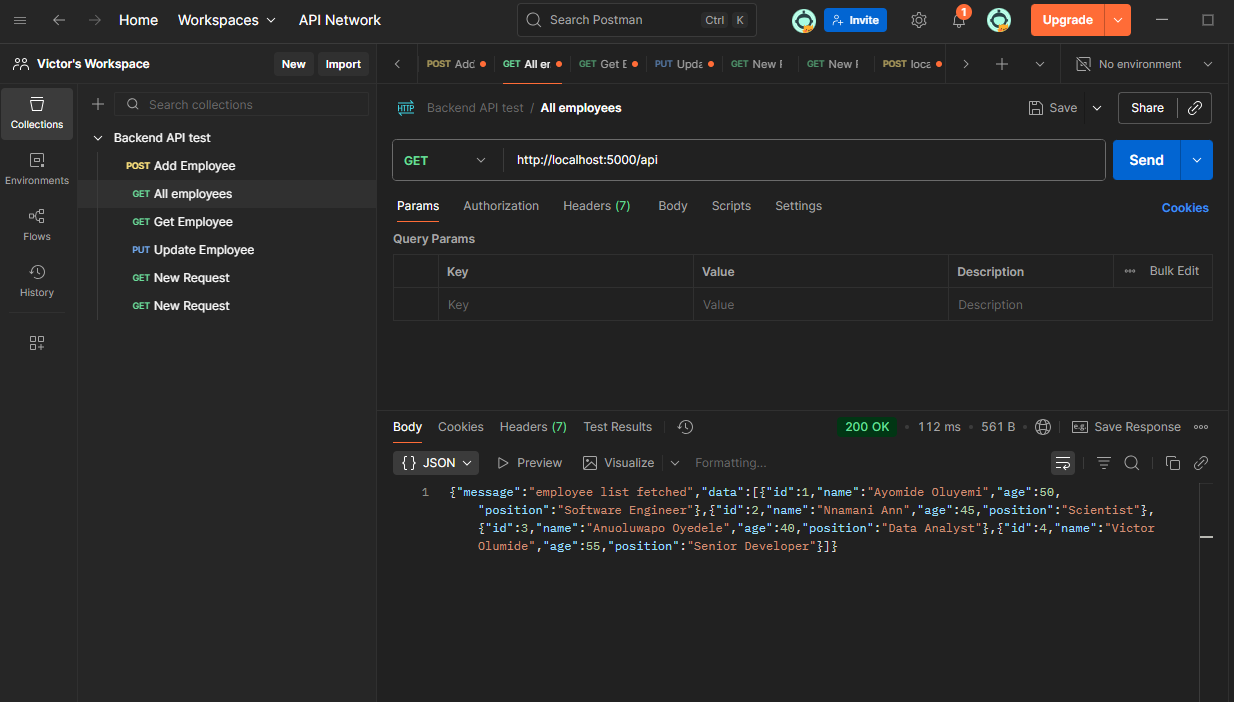 Home Workspaces API Network Search Postman Ctrl K Invite 1 Upgrade
Victor's Workspace New Import POST Add GET All er GET Get E PUT Upda GET New F GET New F POST loca No environment
Collections
Environments
Flows
History
Search collections
Backend API test
POST Add Employee
GET All employees
GET Get Employee
PUT Update Employee
GET New Request
GET New Request
HTTP Backend API test / All employees Save Share
GET http://localhost:5000/api Send
Params Authorization Headers (7) Body Scripts Settings Cookies
Query Params
Key Value Description Bulk Edit
Key Value Description
Body Cookies Headers (7) Test Results 200 OK 112 ms 561 B e.g. Save Response
{} JSON Preview Visualize Formatting...
1 {"message":"employee list fetched","data":[{"id":1,"name":"Ayomide Oluyemi","age":50,
"position":"Software Engineer"},{"id":2,"name":"Nnamani Ann","age":45,"position":"Scientist"},
{"id":3,"name":"Anuoluwapo Oyedele","age":40,"position":"Data Analyst"},{"id":4,"name":"Victor
Olumide","age":55,"position":"Senior Developer"}]}